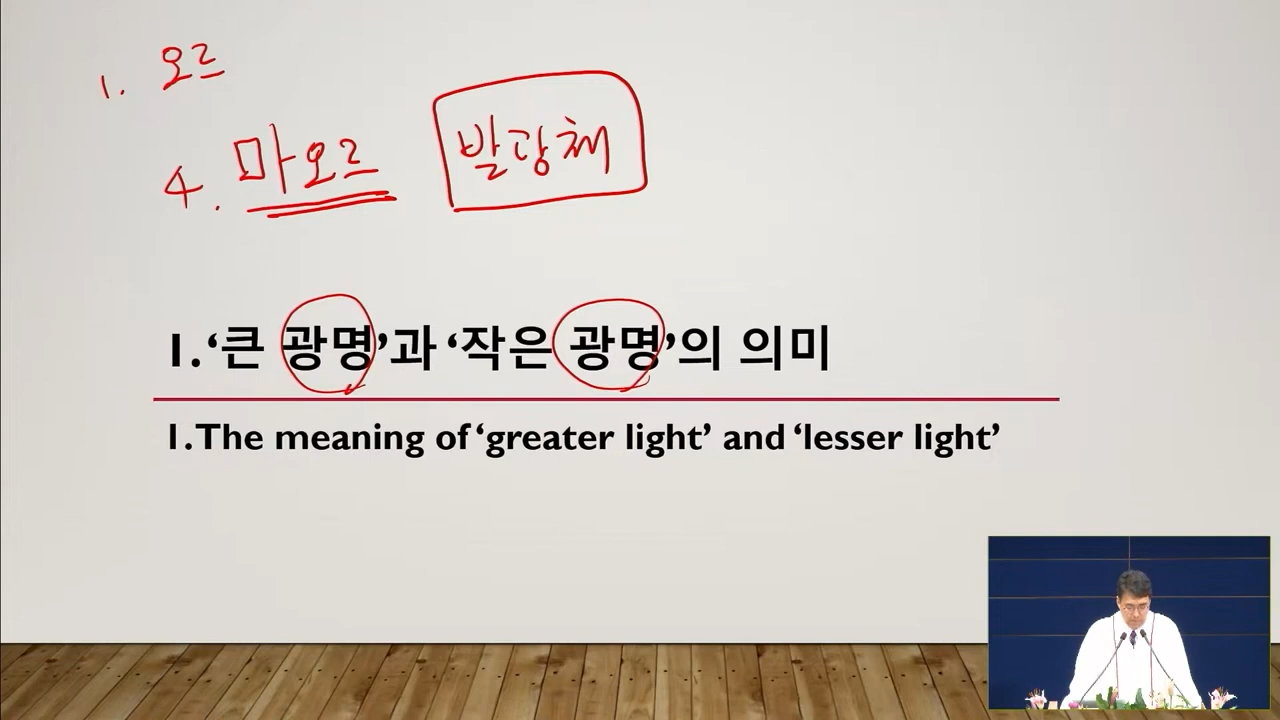 1. 오르
4. 마오르 발광체
1. ‘큰 광명’과 ‘작은 광명’의 의미
1. The meaning of ‘greater light’ and ‘lesser light’